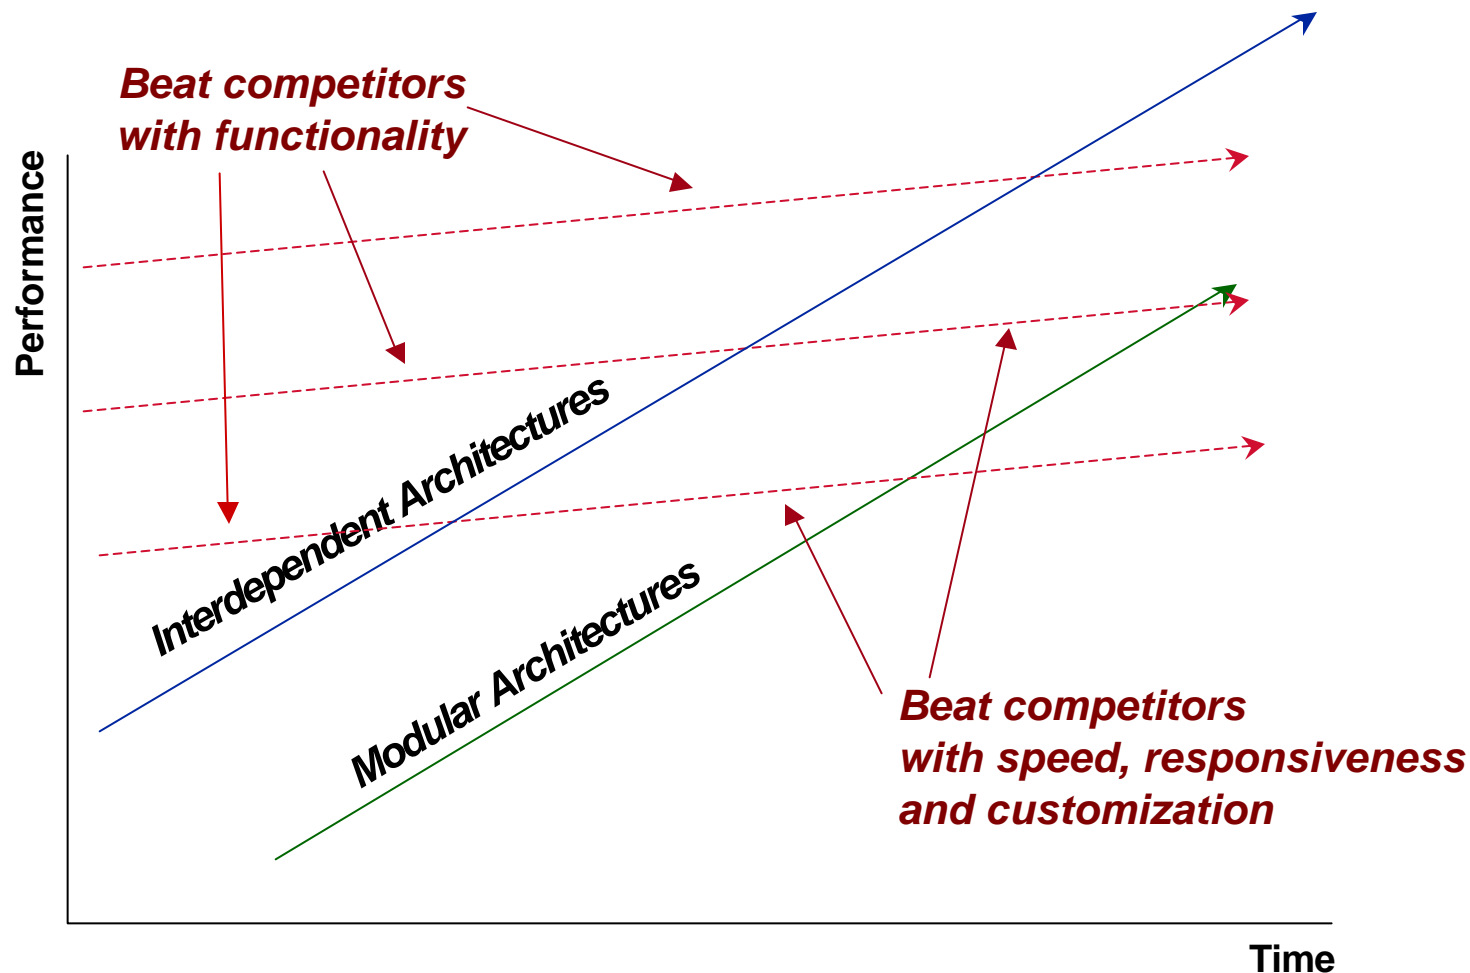 Beat competitors
with functionality
Performance
Interdependent Architectures
Modular Architectures
Beat competitors
with speed, responsiveness
and customization
Time